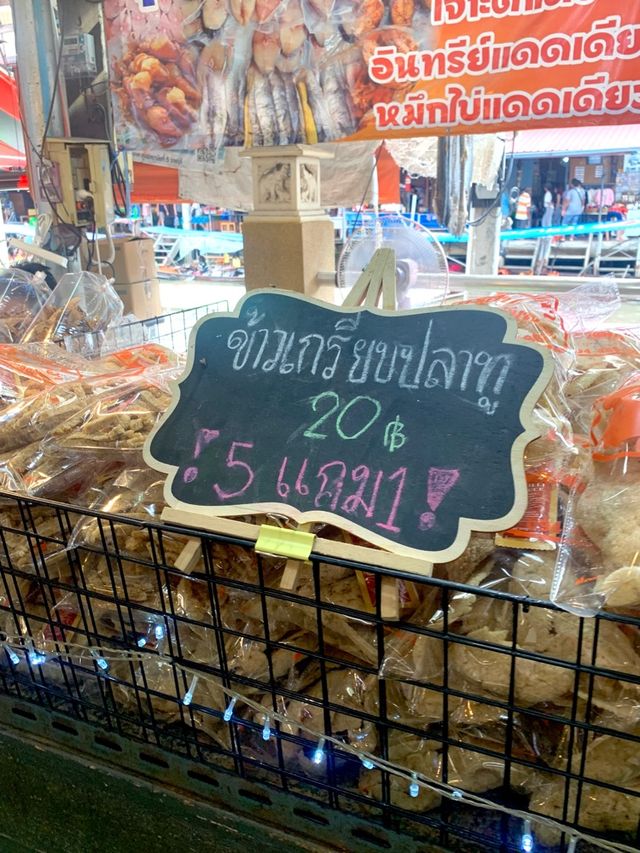 อินทรีย์แดดเดียว
หมึกไข่แดดเดียว
ข้าวเกรียบปลาทู
20 ฿
! 5 แถม 1 !